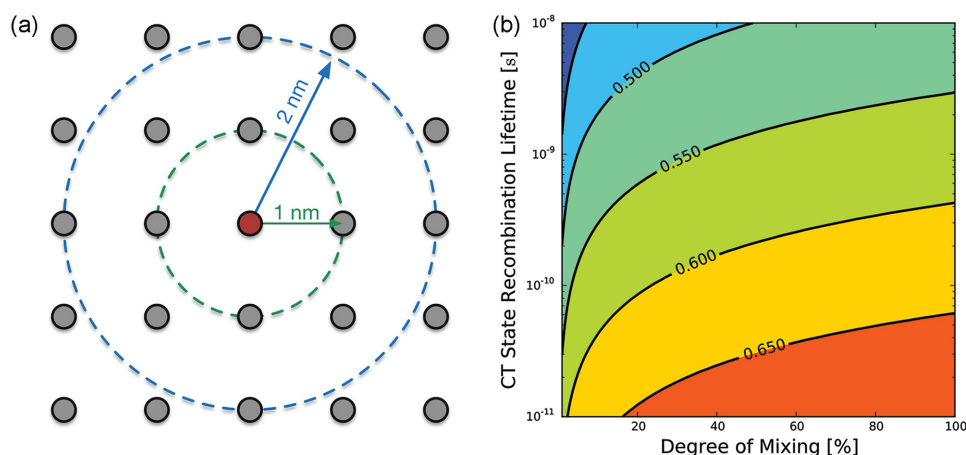 (a)
2 nm
1 nm
(b)
CT State Recombination Lifetime [s]
10⁻⁸
10⁻⁹
10⁻¹⁰
10⁻¹¹
0.500
0.550
0.600
0.650
20
40
60
80
100
Degree of Mixing [%]